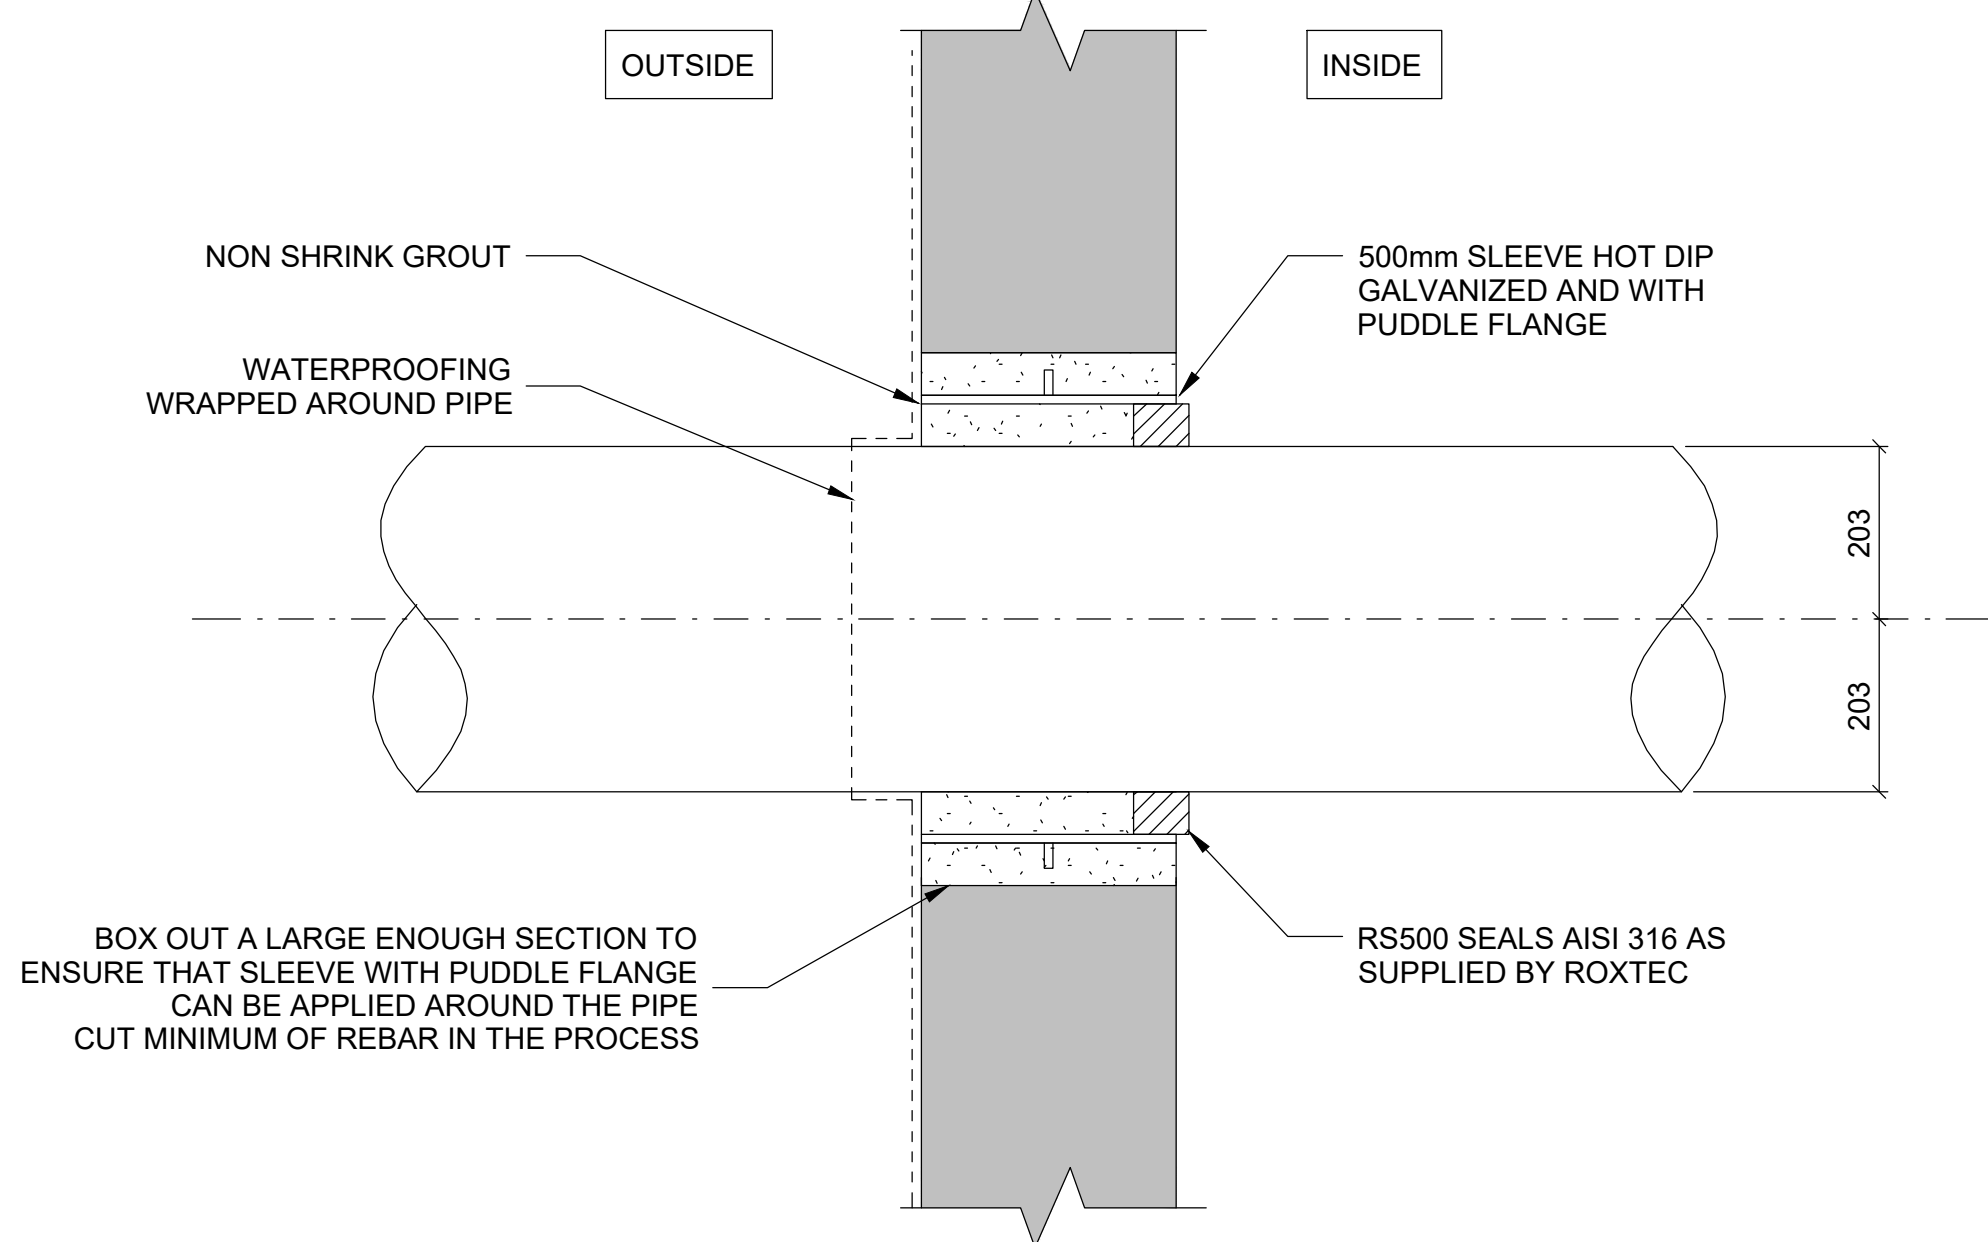 OUTSIDE
INSIDE
NON SHRINK GROUT
500mm SLEEVE HOT DIP
GALVANIZED AND WITH
PUDDLE FLANGE
WATERPROOFING
WRAPPED AROUND PIPE
203
203
BOX OUT A LARGE ENOUGH SECTION TO
ENSURE THAT SLEEVE WITH PUDDLE FLANGE
CAN BE APPLIED AROUND THE PIPE
CUT MINIMUM OF REBAR IN THE PROCESS
RS500 SEALS AISI 316 AS
SUPPLIED BY ROXTEC